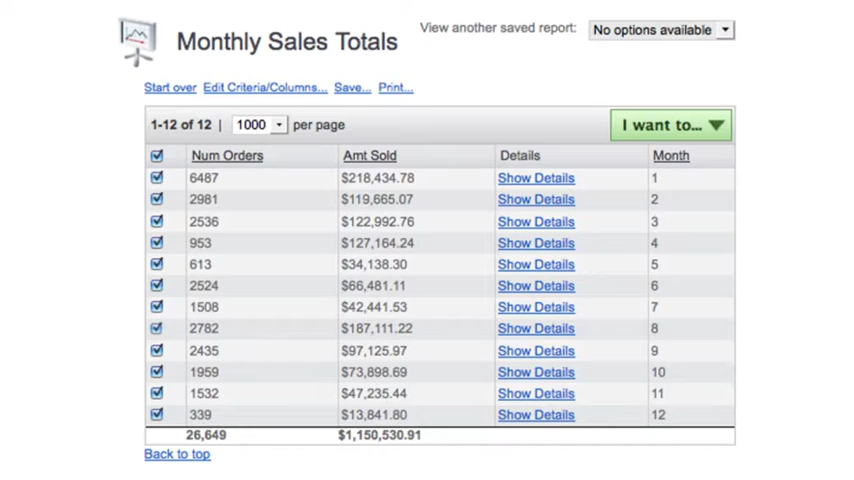 View another saved report: No options available
Monthly Sales Totals
Start over Edit Criteria/Columns... Save... Print...
1-12 of 12 | 1000 per page I want to...
Num Orders Amt Sold Details Month
6487 $218,434.78 Show Details 1
2981 $119,665.07 Show Details 2
2536 $122,992.76 Show Details 3
953 $127,164.24 Show Details 4
613 $34,138.30 Show Details 5
2524 $66,481.11 Show Details 6
1508 $42,441.53 Show Details 7
2782 $187,111.22 Show Details 8
2435 $97,125.97 Show Details 9
1959 $73,898.69 Show Details 10
1532 $47,235.44 Show Details 11
339 $13,841.80 Show Details 12
26,649 $1,150,530.91
Back to top